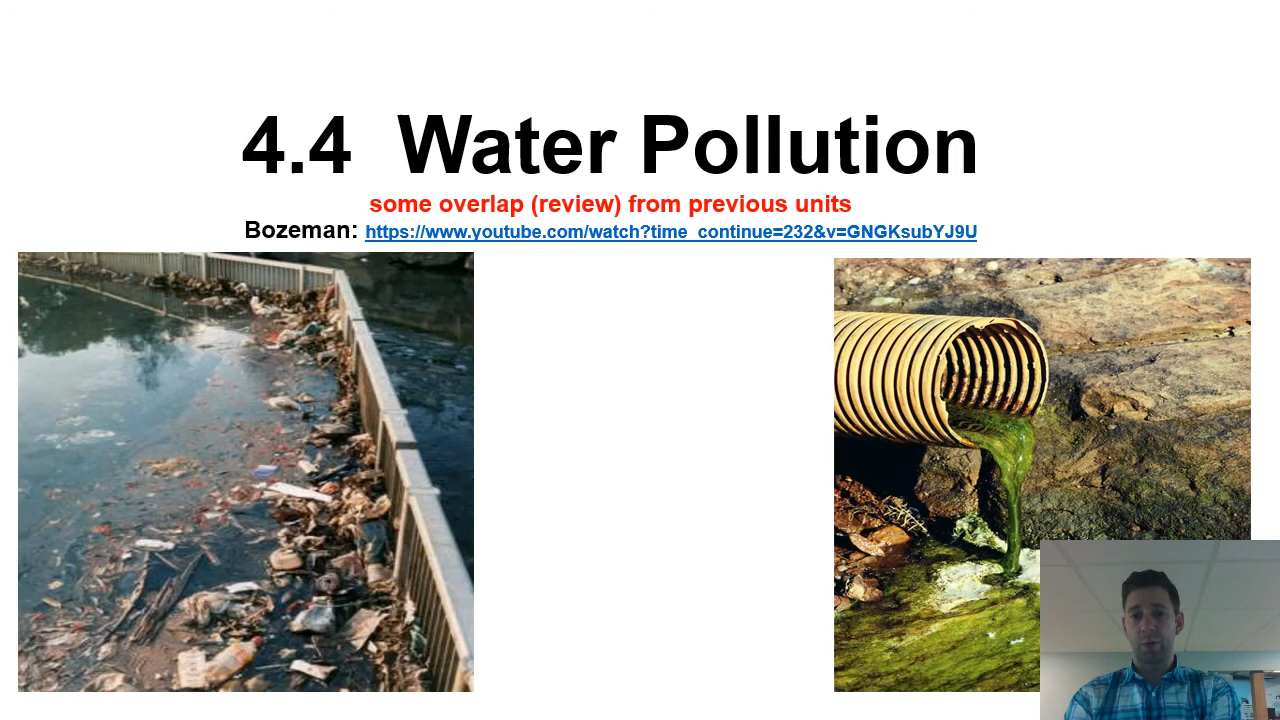 4.4 Water Pollution
some overlap (review) from previous units
Bozeman: https://www.youtube.com/watch?time_continue=232&v=GNGKsubYJ9U